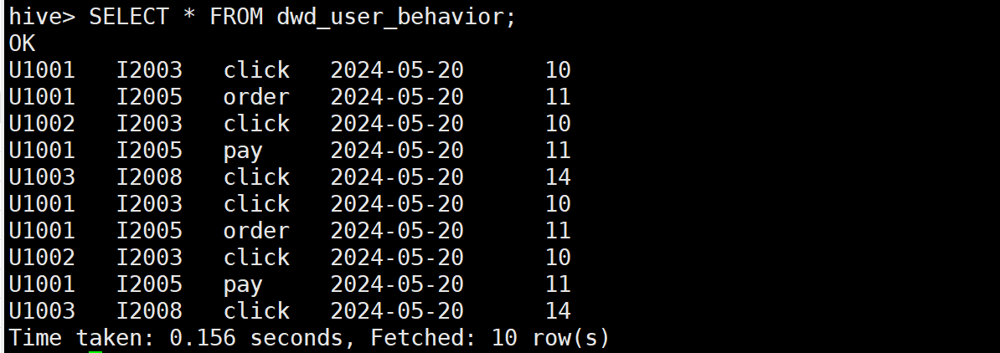 hive> SELECT * FROM dwd_user_behavior;
OK
U1001   I2003   click   2024-05-20      10
U1001   I2005   order   2024-05-20      11
U1002   I2003   click   2024-05-20      10
U1001   I2005   pay     2024-05-20      11
U1003   I2008   click   2024-05-20      14
U1001   I2003   click   2024-05-20      10
U1001   I2005   order   2024-05-20      11
U1002   I2003   click   2024-05-20      10
U1001   I2005   pay     2024-05-20      11
U1003   I2008   click   2024-05-20      14
Time taken: 0.156 seconds, Fetched: 10 row(s)